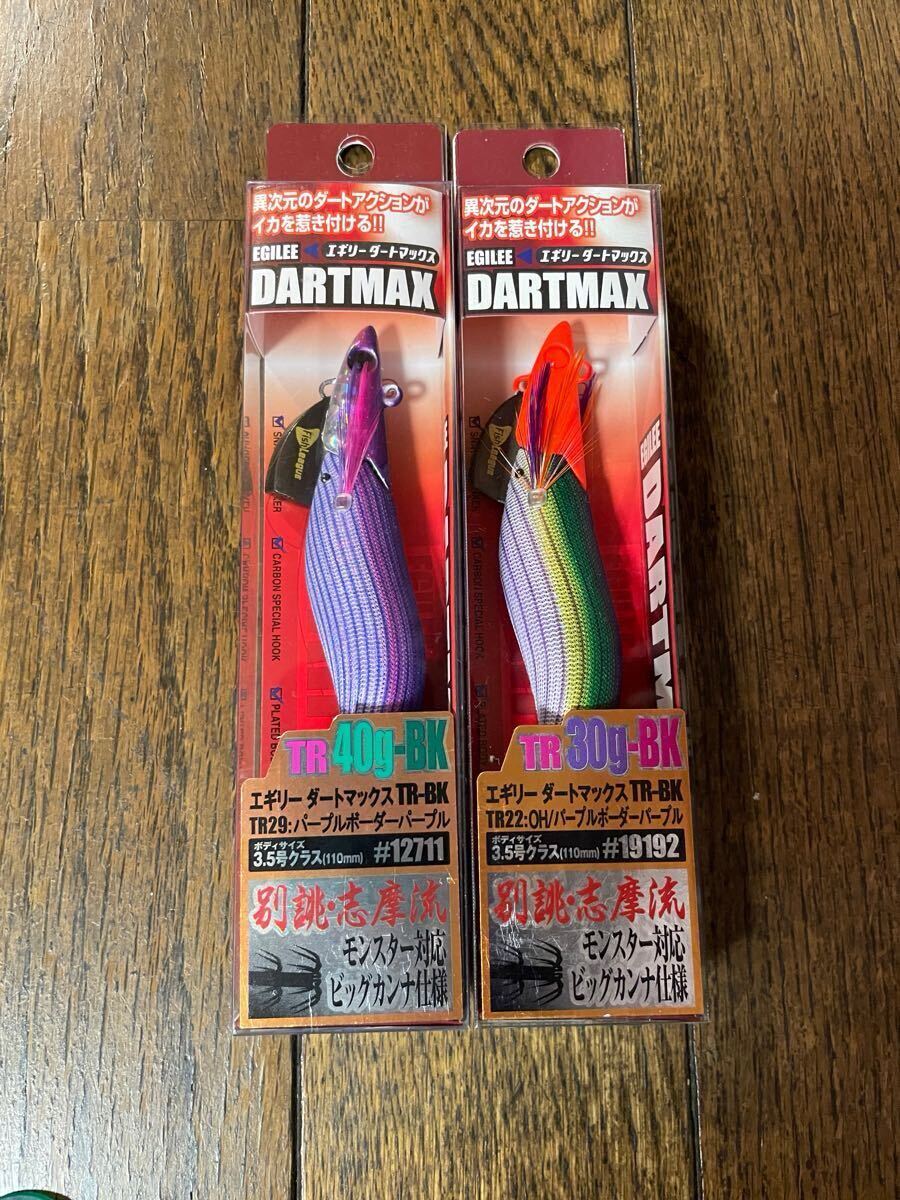 異次元のダートアクションが
イカを惹き付ける!!
EGILEE エギリーダートマックス
DARTMAX
FishLeague
CARBON SPECIAL HOOK
TR 40g-BK
エギリー ダートマックス TR-BK
TR29:パープルボーダーパープル
ボディサイズ
3.5号クラス(110mm) #12711
別誂・志摩流
モンスター対応
ビッグカンナ仕様
異次元のダートアクションが
イカを惹き付ける!!
EGILEE エギリーダートマックス
DARTMAX
EGILEE DARTM
FishLeague
CARBON SPECIAL HOOK
TR 30g-BK
エギリー ダートマックス TR-BK
TR22:OH/パープルボーダーパープル
ボディサイズ
3.5号クラス(110mm) #19192
別誂・志摩流
モンスター対応
ビッグカンナ仕様